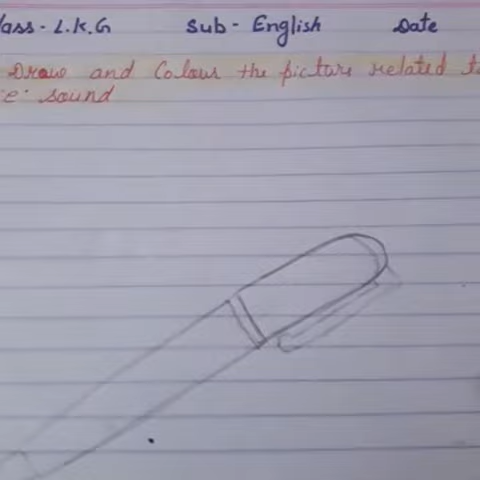 lass - L.K.G Sub - English Date
Draw and Colour the picture related t
'e' sound